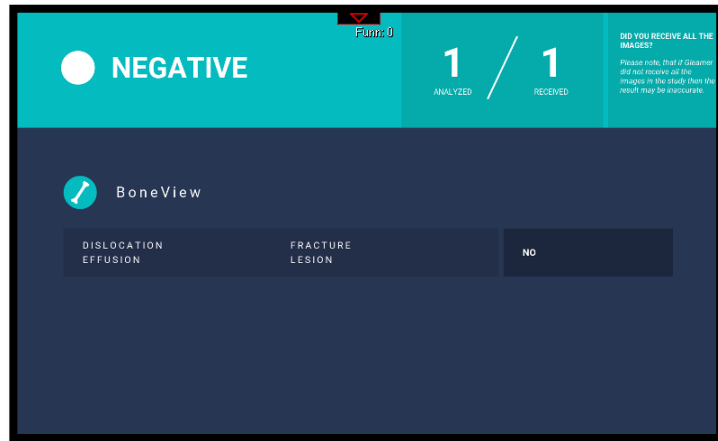 Funn: 0
NEGATIVE
1
ANALYZED
1
RECEIVED
DID YOU RECEIVE ALL THE
IMAGES?
Please note, that if Gleamer
did not receive all the
images in the study then the
result may be inaccurate.
BoneView
DISLOCATION
EFFUSION
FRACTURE
LESION
NO